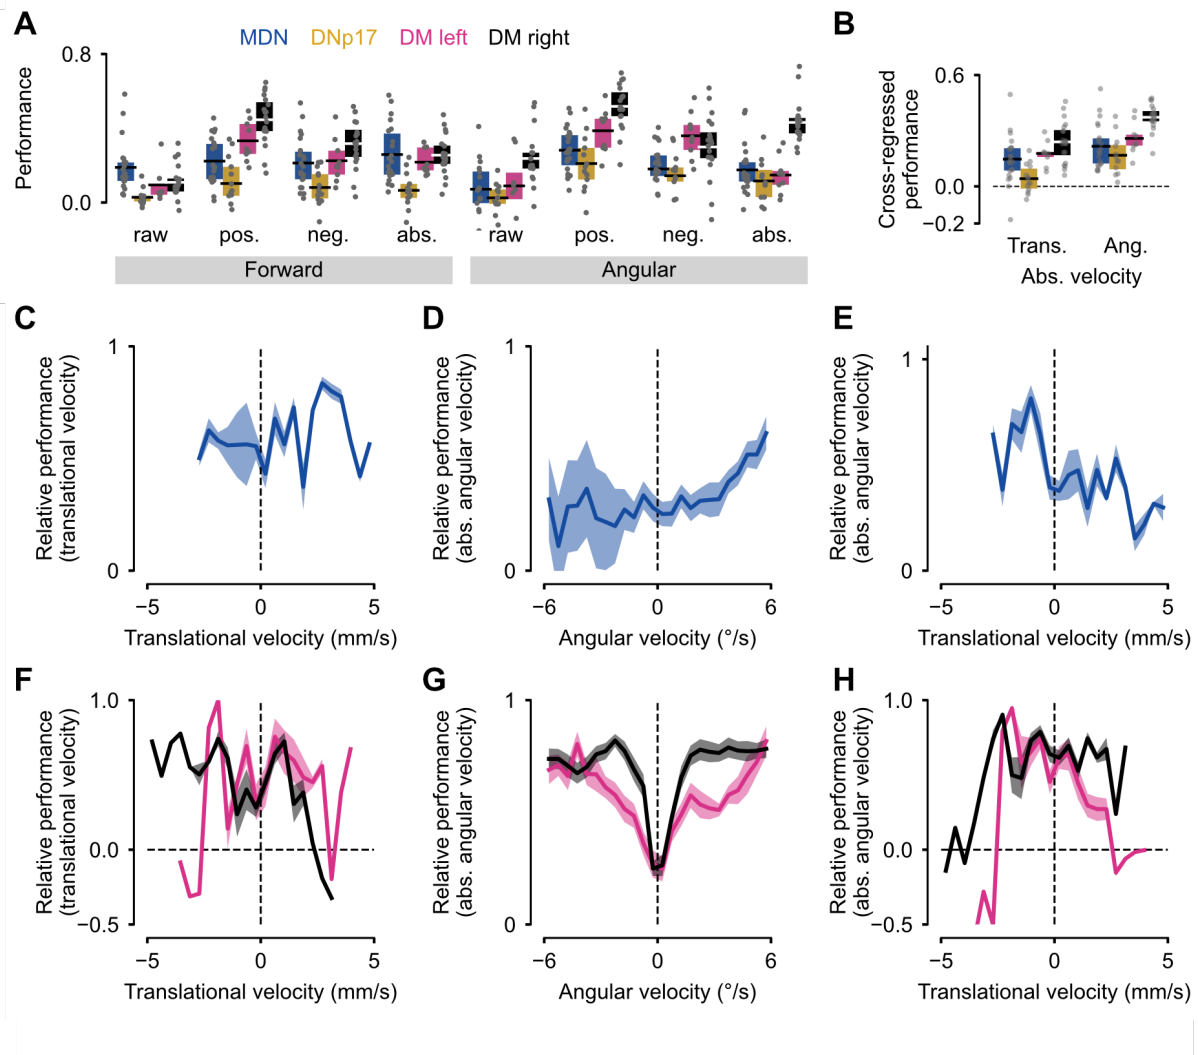 A
B
MDN DNp17 DM left DM right
0.8
0.0
Performance
raw pos. neg. abs. raw pos. neg. abs.
Forward Angular
Cross-regressed
performance
0.6
0.0
−0.2
Trans. Ang.
Abs. velocity
C
Relative performance
(translational velocity)
1
0
−5 0 5
Translational velocity (mm/s)
D
Relative performance
(abs. angular velocity)
1
0
−6 0 6
Angular velocity (°/s)
E
Relative performance
(abs. angular velocity)
1
0
−5 0 5
Translational velocity (mm/s)
F
Relative performance
(translational velocity)
1.0
0.0
−0.5
−5 0 5
Translational velocity (mm/s)
G
Relative performance
(abs. angular velocity)
1
0
−6 0 6
Angular velocity (°/s)
H
Relative performance
(abs. angular velocity)
1.0
0.0
−0.5
−5 0 5
Translational velocity (mm/s)